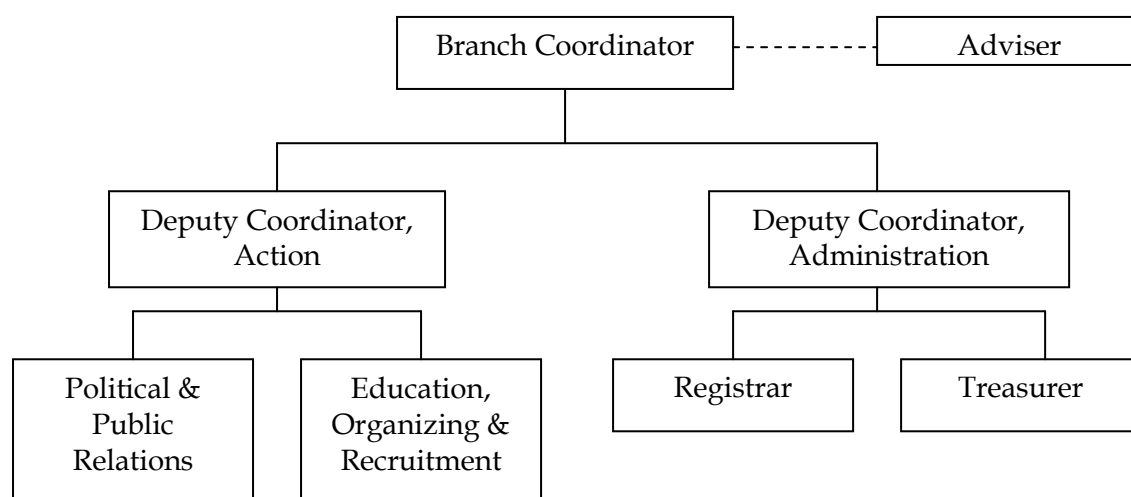 Branch Coordinator
Adviser
Deputy Coordinator,
Action
Deputy Coordinator,
Administration
Political &
Public
Relations
Education,
Organizing &
Recruitment
Registrar
Treasurer